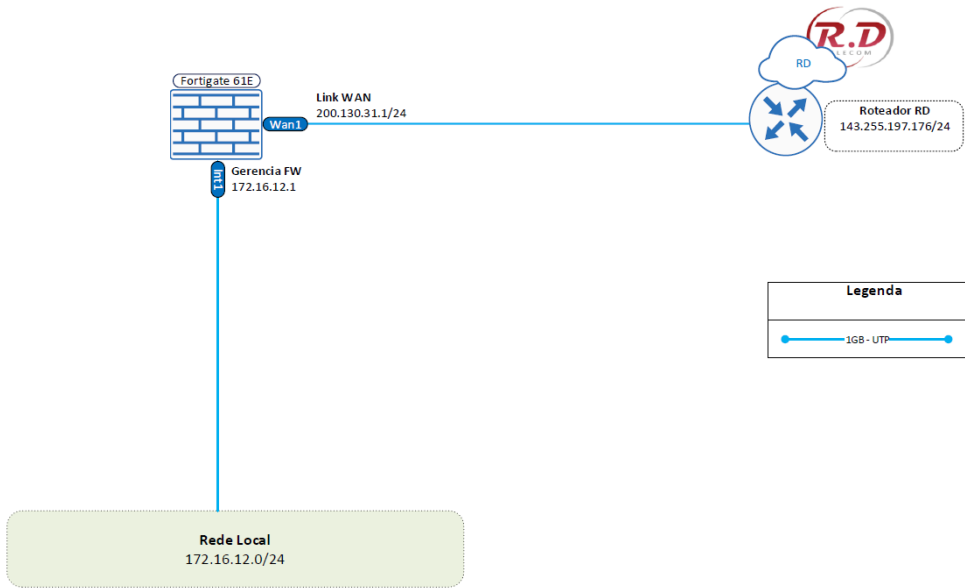 R.D
Fortigate 61E
RD
Link WAN
200.130.31.1/24
Wan1
Roteador RD
143.255.197.176/24
Int1
Gerencia FW
172.16.12.1
Legenda
1GB - UTP
Rede Local
172.16.12.0/24